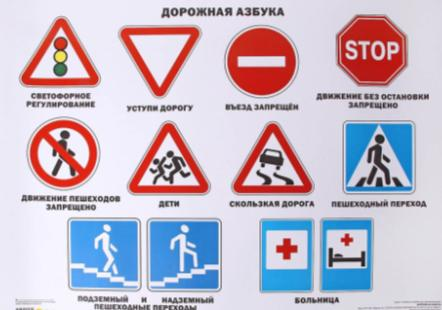 ДОРОЖНАЯ АЗБУКА
STOP
СВЕТОФОРНОЕ
РЕГУЛИРОВАНИЕ
УСТУПИ ДОРОГУ
ВЪЕЗД ЗАПРЕЩЁН
ДВИЖЕНИЕ БЕЗ ОСТАНОВКИ
ЗАПРЕЩЕНО
ДВИЖЕНИЕ ПЕШЕХОДОВ
ЗАПРЕЩЕНО
ДЕТИ
СКОЛЬЗКАЯ ДОРОГА
ПЕШЕХОДНЫЙ ПЕРЕХОД
ПОДЗЕМНЫЙ И НАДЗЕМНЫЙ
ПЕШЕХОДНЫЕ ПЕРЕХОДЫ
БОЛЬНИЦА